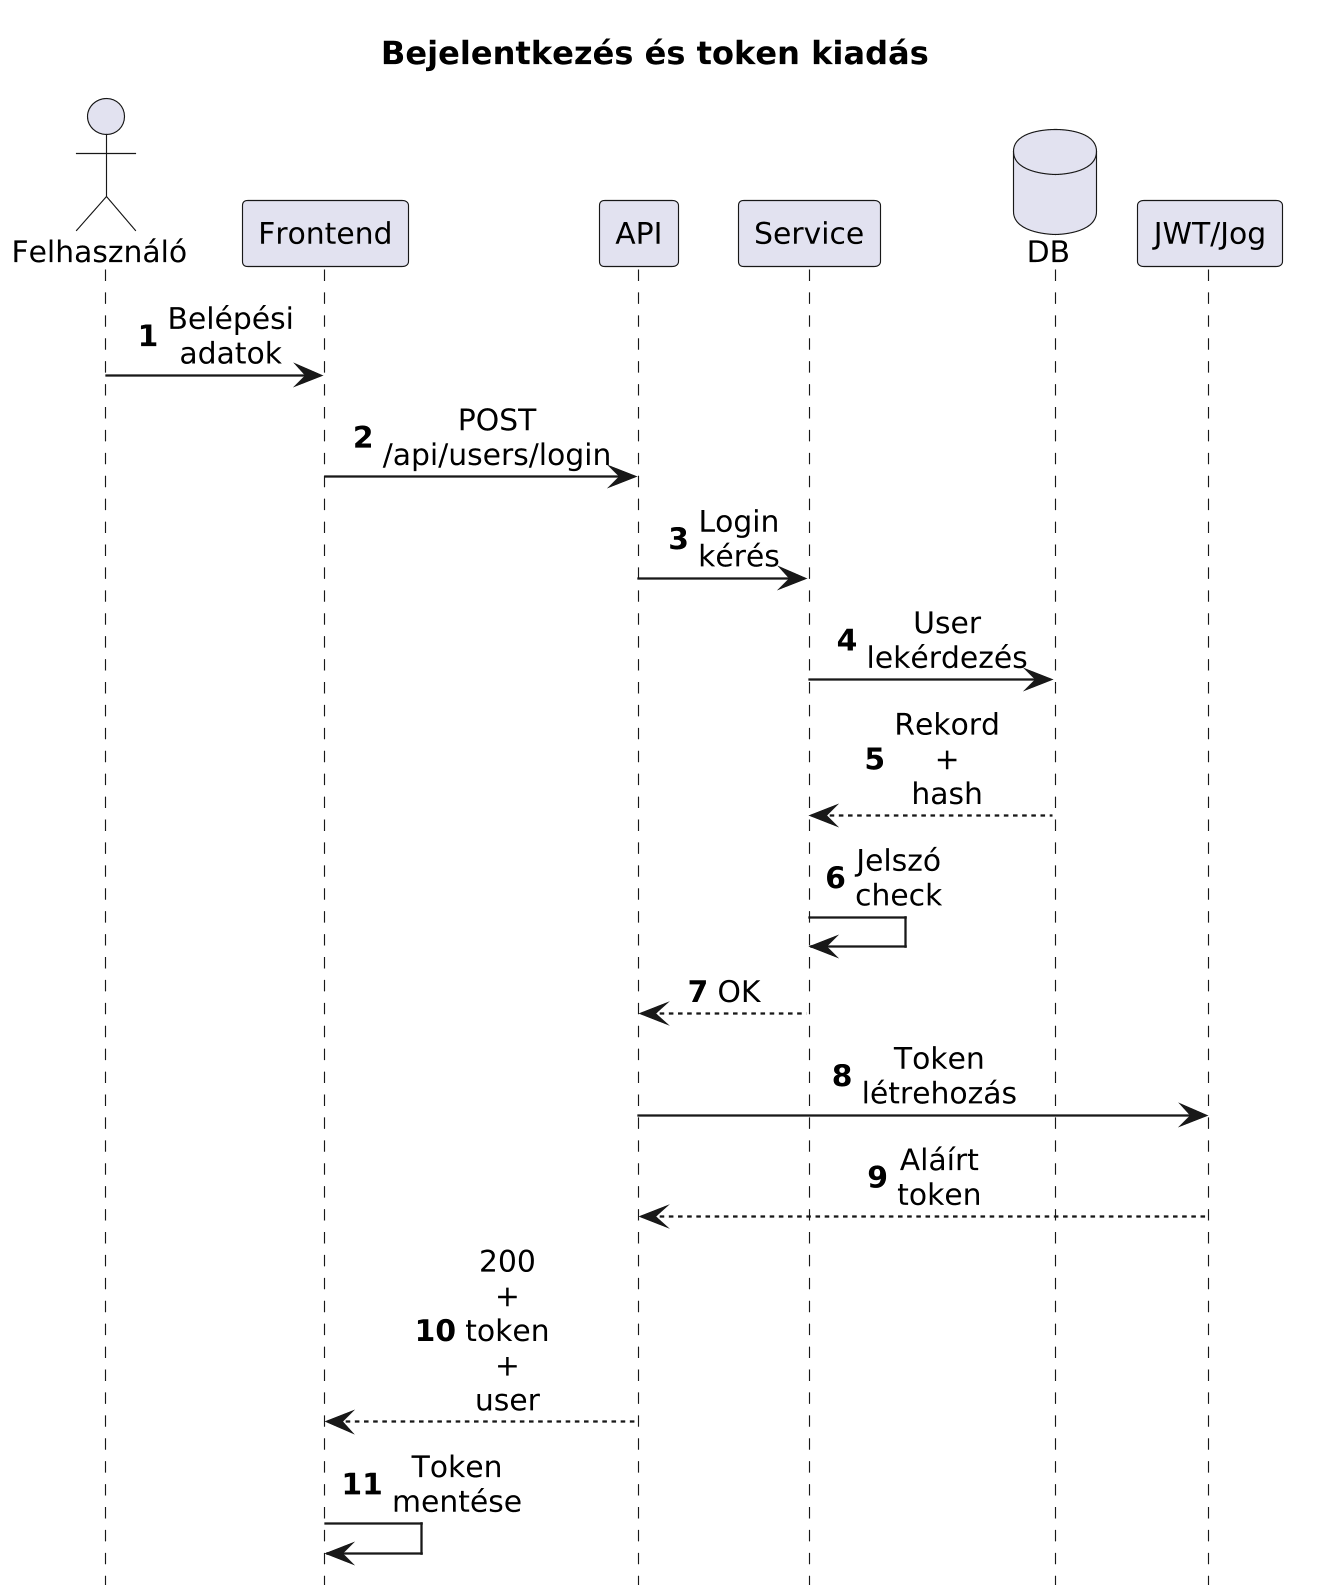 Bejelentkezés és token kiadás
Felhasználó
Frontend
API
Service
DB
JWT/Jog
1 Belépési
adatok
2 POST
/api/users/login
3 Login
kérés
4 User
lekérdezés
5 Rekord
+
hash
6 Jelszó
check
7 OK
8 Token
létrehozás
9 Aláírt
token
200
+
10 token
+
user
11 Token
mentése